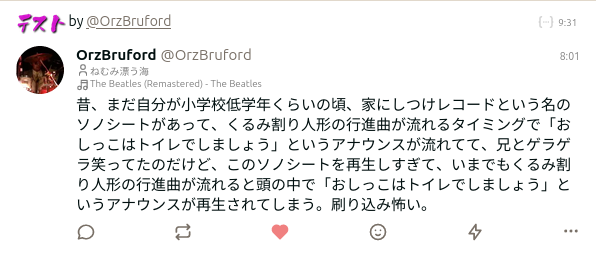 テスト by @OrzBruford 9:31
OrzBruford @OrzBruford 8:01
ねむみ漂う海
The Beatles (Remastered) - The Beatles
昔、まだ自分が小学校低学年くらいの頃、家にしつけレコードという名の
ソノシートがあって、くるみ割り人形の行進曲が流れるタイミングで「お
しっこはトイレでしましょう」というアナウンスが流れてて、兄とゲラゲ
ラ笑ってたのだけど、このソノシートを再生しすぎて、いまでもくるみ割
り人形の行進曲が流れると頭の中で「おしっこはトイレでしましょう」と
いうアナウンスが再生されてしまう。刷り込み怖い。